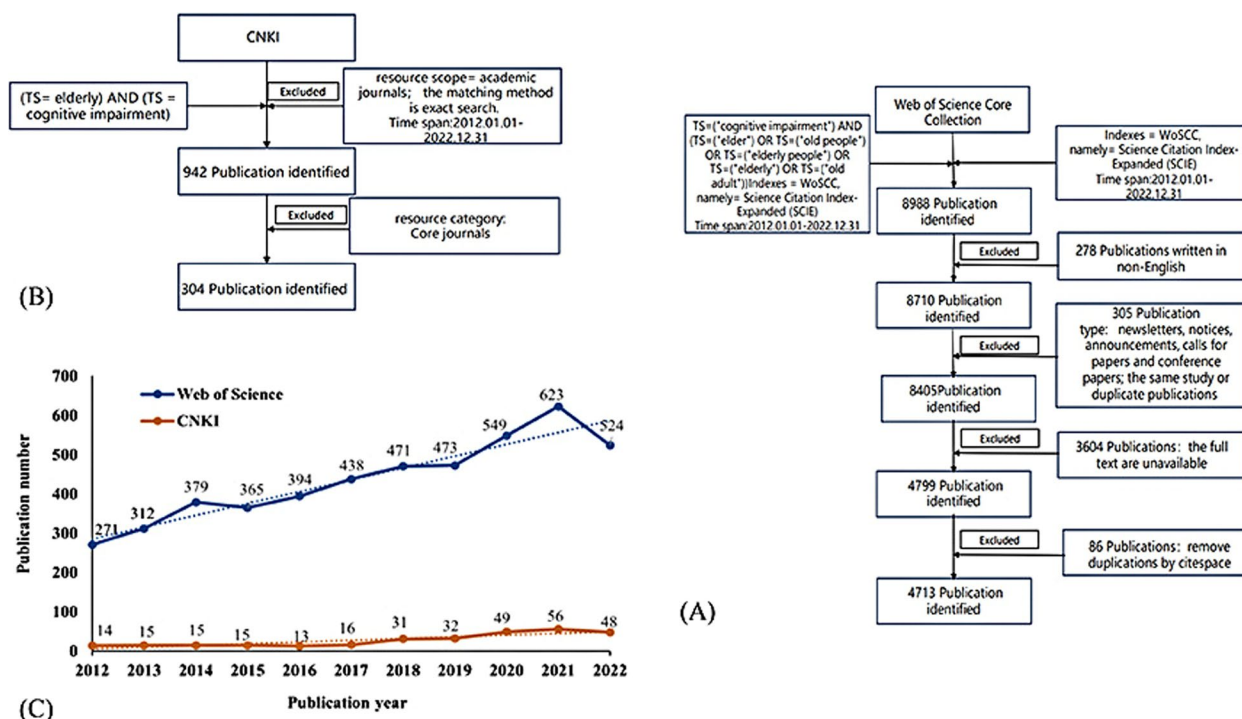 CNKI
Excluded
(TS= elderly) AND (TS =
cognitive impairment)
resource scope= academic
journals; the matching method
is exact search.
Time span:2012.01.01-
2022.12.31
942 Publication identified
Excluded
resource category:
Core journals
304 Publication identified
(B)
Web of Science Core
Collection
TS=("cognitive impairment") AND
(TS=("elder") OR TS=("old people")
OR TS=("elderly people") OR
TS=("elderly) OR TS=("old
adult"))Indexes = WoSCC,
namely= Science Citation Index-
Expanded (SCIE)
Time span:2012.01.01-2022.12.31
Indexes = WoSCC,
namely= Science Citation Index-
Expanded (SCIE)
Time span:2012.01.01-
2022.12.31
8988 Publication
identified
Excluded
278 Publications written in
non-English
8710 Publication
identified
Excluded
305 Publication
type: newsletters, notices,
announcements, calls for
papers and conference
papers; the same study or
duplicate publications
8405Publication
identified
Excluded
3604 Publications: the full
text are unavailable
4799 Publication
identified
Excluded
86 Publications: remove
duplications by citespace
4713 Publication
identified
(A)
Publication number
700
600
500
400
300
200
100
0
Web of Science
CNKI
271
312
379
365
394
438
471
473
549
623
524
14
15
15
15
13
16
31
32
49
56
48
2012 2013 2014 2015 2016 2017 2018 2019 2020 2021 2022
Publication year
(C)